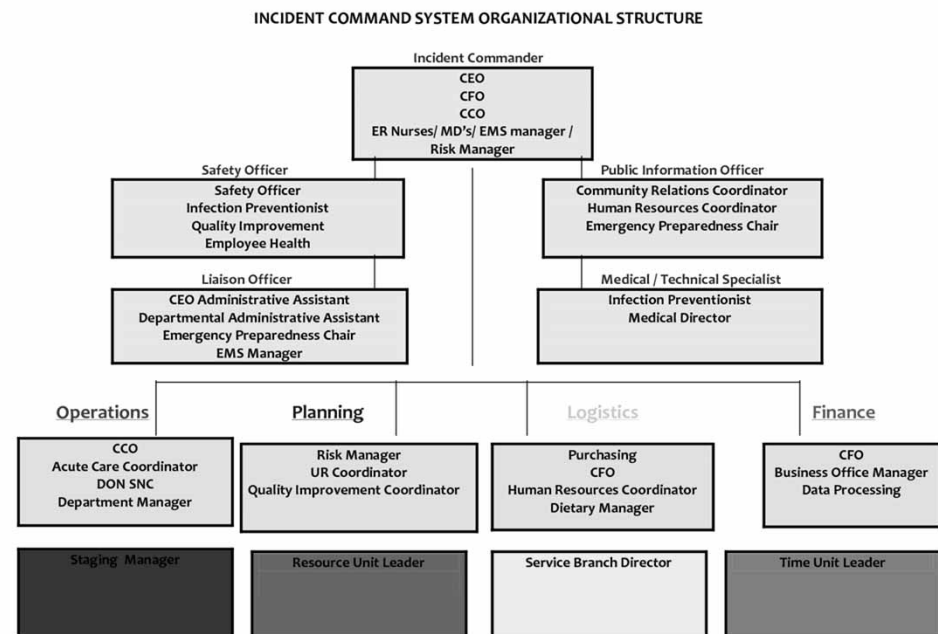 INCIDENT COMMAND SYSTEM ORGANIZATIONAL STRUCTURE
Incident Commander
CEO
CFO
CCO
ER Nurses/ MD's/ EMS manager /
Risk Manager
Safety Officer
Safety Officer
Infection Preventionist
Quality Improvement
Employee Health
Public Information Officer
Community Relations Coordinator
Human Resources Coordinator
Emergency Preparedness Chair
Liaison Officer
CEO Administrative Assistant
Departmental Administrative Assistant
Emergency Preparedness Chair
EMS Manager
Medical / Technical Specialist
Infection Preventionist
Medical Director
Operations
CCO
Acute Care Coordinator
DON SNC
Department Manager
Planning
Risk Manager
UR Coordinator
Quality Improvement Coordinator
Logistics
Purchasing
CFO
Human Resources Coordinator
Dietary Manager
Finance
CFO
Business Office Manager
Data Processing
Staging Manager
Resource Unit Leader
Service Branch Director
Time Unit Leader